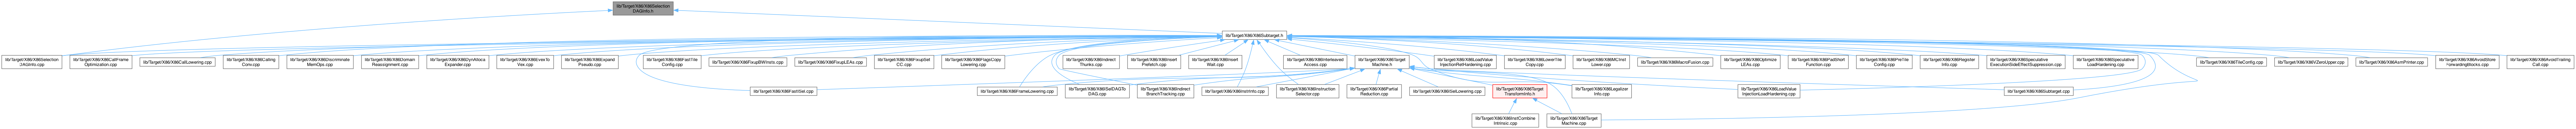 lib/Target/X86/X86Selection
DAGInfo.h
lib/Target/X86/X86Subtarget.h
lib/Target/X86/X86Selection
DAGInfo.cpp
lib/Target/X86/X86CallFrame
Optimization.cpp
lib/Target/X86/X86CallLowering.cpp
lib/Target/X86/X86Calling
Conv.cpp
lib/Target/X86/X86Discriminate
MemOps.cpp
lib/Target/X86/X86Domain
Reassignment.cpp
lib/Target/X86/X86DynAlloca
Expander.cpp
lib/Target/X86/X86EvexTo
Vex.cpp
lib/Target/X86/X86Expand
Pseudo.cpp
lib/Target/X86/X86FastTile
Config.cpp
lib/Target/X86/X86FixupBWInsts.cpp
lib/Target/X86/X86FixupLEAs.cpp
lib/Target/X86/X86FixupSet
CC.cpp
lib/Target/X86/X86FlagsCopy
Lowering.cpp
lib/Target/X86/X86Indirect
Thunks.cpp
lib/Target/X86/X86Insert
Prefetch.cpp
lib/Target/X86/X86Insert
Wait.cpp
lib/Target/X86/X86Interleaved
Access.cpp
lib/Target/X86/X86Target
Machine.h
lib/Target/X86/X86LoadValue
InjectionRetHardening.cpp
lib/Target/X86/X86LowerTile
Copy.cpp
lib/Target/X86/X86MCInst
Lower.cpp
lib/Target/X86/X86MacroFusion.cpp
lib/Target/X86/X86Optimize
LEAs.cpp
lib/Target/X86/X86PadShort
Function.cpp
lib/Target/X86/X86PreTile
Config.cpp
lib/Target/X86/X86Register
Info.cpp
lib/Target/X86/X86Speculative
ExecutionSideEffectSuppression.cpp
lib/Target/X86/X86Speculative
LoadHardening.cpp
lib/Target/X86/X86TileConfig.cpp
lib/Target/X86/X86VZeroUpper.cpp
lib/Target/X86/X86AsmPrinter.cpp
lib/Target/X86/X86AvoidStore
ForwardingBlocks.cpp
lib/Target/X86/X86AvoidTrailing
Call.cpp
lib/Target/X86/X86FastISel.cpp
lib/Target/X86/X86FrameLowering.cpp
lib/Target/X86/X86ISelDAGTo
DAG.cpp
lib/Target/X86/X86Indirect
BranchTracking.cpp
lib/Target/X86/X86InstrInfo.cpp
lib/Target/X86/X86Instruction
Selector.cpp
lib/Target/X86/X86Partial
Reduction.cpp
lib/Target/X86/X86ISelLowering.cpp
lib/Target/X86/X86Target
TransformInfo.h
lib/Target/X86/X86Legalizer
Info.cpp
lib/Target/X86/X86LoadValue
InjectionLoadHardening.cpp
lib/Target/X86/X86Subtarget.cpp
lib/Target/X86/X86InstCombine
Intrinsic.cpp
lib/Target/X86/X86Target
Machine.cpp